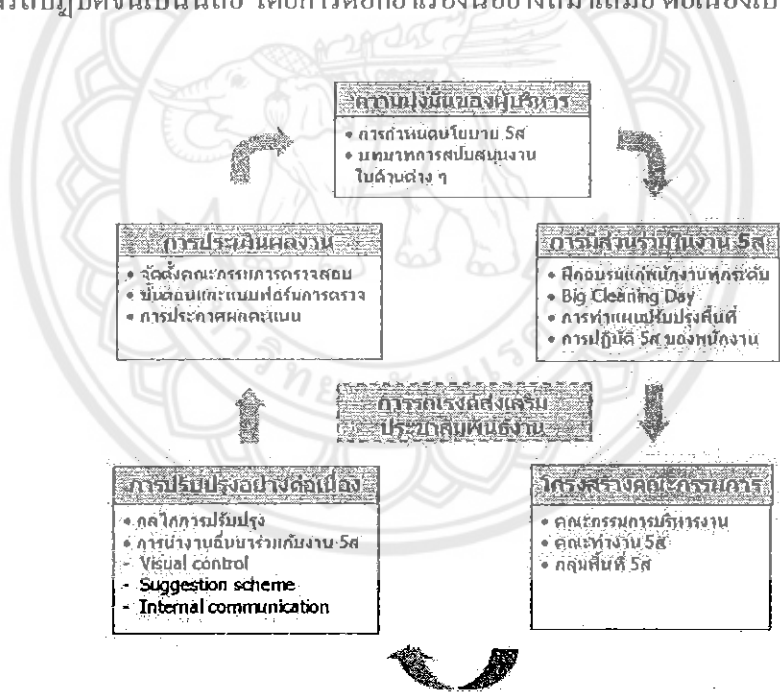 ความมุ่งมั่นของผู้บริหาร
• การกำหนดนโยบาย 5ส
• บทบาทการสนับสนุนงาน
ในด้านต่าง ๆ
การประเมินผลงาน
• จัดตั้งคณะกรรมการตรวจสอบ
• ขั้นตอนและแบบฟอร์มการตรวจ
• การประกาศผลคะแนน
การมีส่วนร่วมในงาน 5ส
• ฝึกอบรมแก่พนักงานทุกระดับ
• Big Cleaning Day
• การทำแผนปรับปรุงพื้นที่
• การปฏิบัติ 5ส ของพนักงาน
การรณรงค์ส่งเสริม
ประชาสัมพันธ์งาน
การปรับปรุงอย่างต่อเนื่อง
• กลไกการปรับปรุง
• การนำงานอื่นมาร่วมกับงาน 5ส
- Visual control
- Suggestion scheme
- Internal communication
โครงสร้างคณะกรรมการ
• คณะกรรมการบริหารงาน
• คณะทำงาน 5ส
• กลุ่มพื้นที่ 5ส